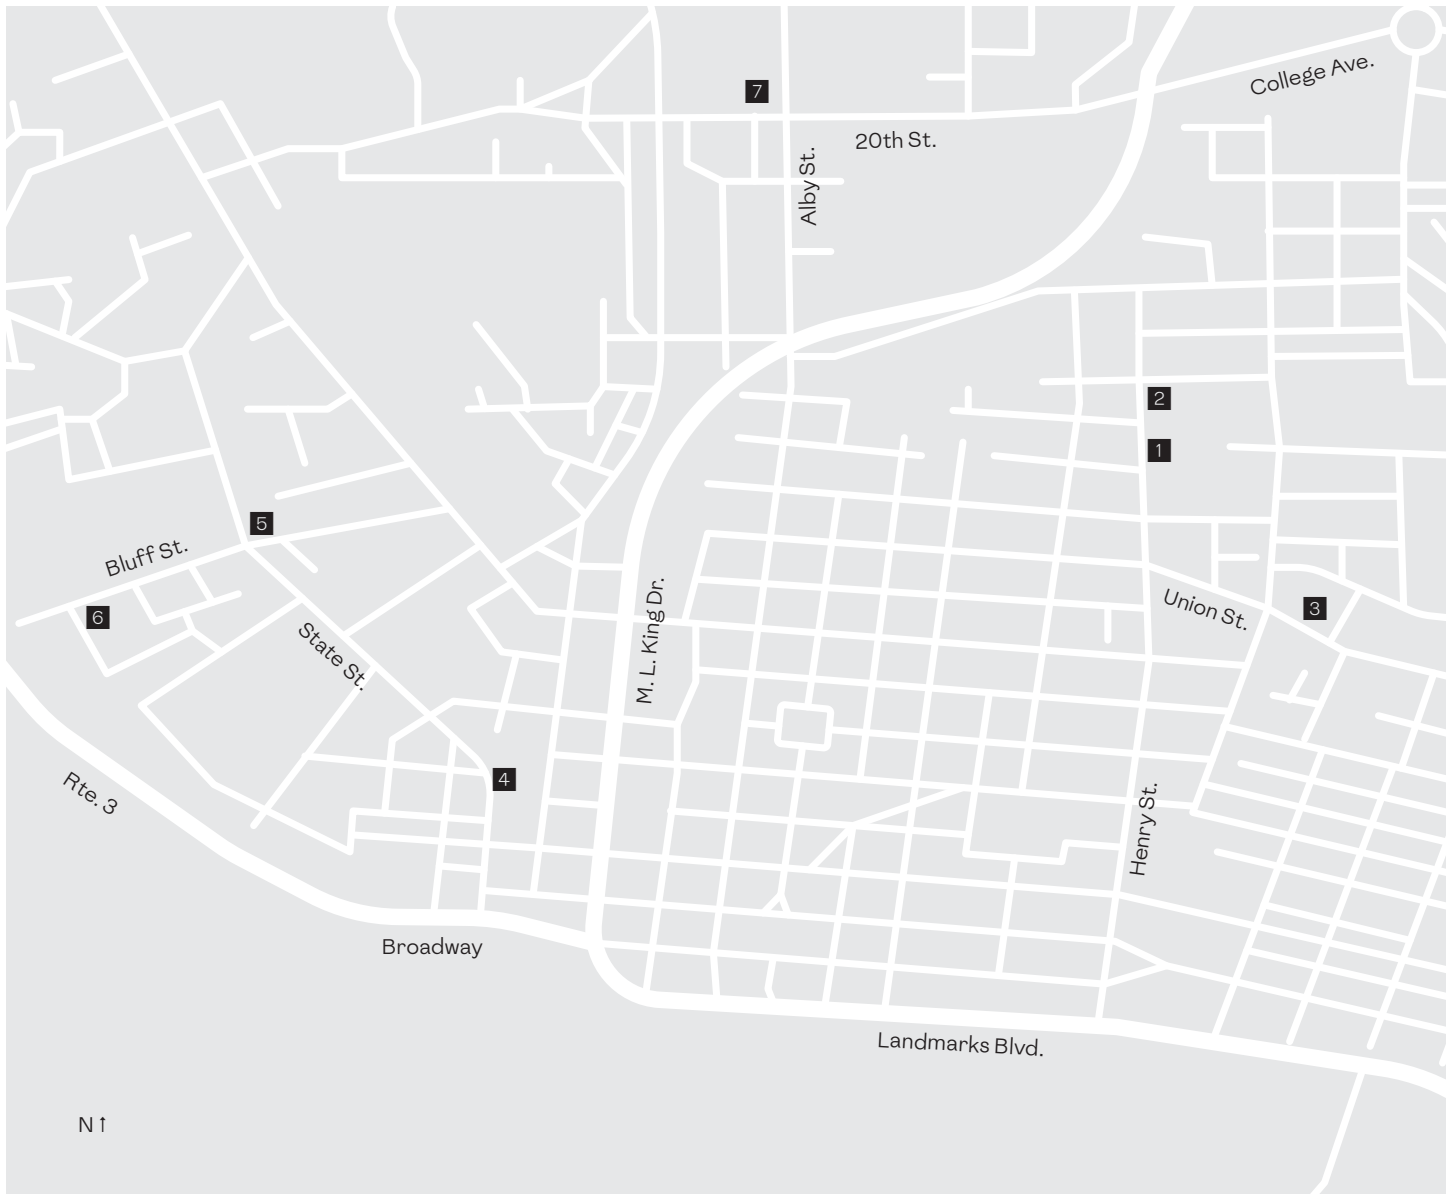 College Ave.
7
20th St.
Alby St.
2
1
5
Bluff St.
6
State St.
M. L. King Dr.
Union St.
3
4
Rte. 3
Henry St.
Broadway
Landmarks Blvd.
N ↑